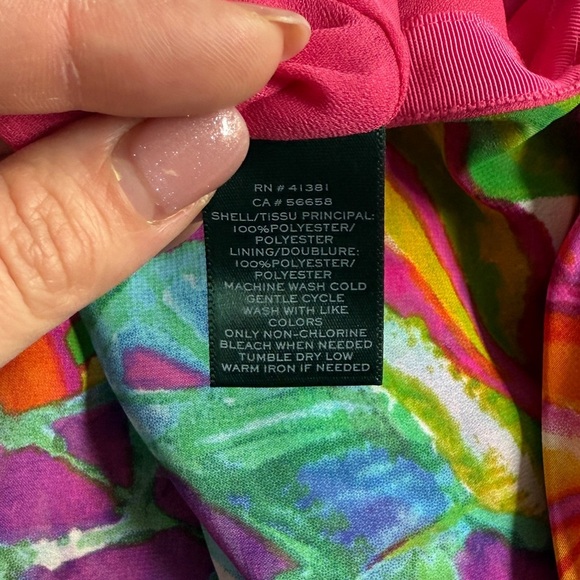 RN # 41381
CA # 56658
SHELL/TISSU PRINCIPAL:
100%POLYESTER/
POLYESTER
LINING/DOUBLURE:
100%POLYESTER/
POLYESTER
MACHINE WASH COLD
GENTLE CYCLE
WASH WITH LIKE
COLORS
ONLY NON-CHLORINE
BLEACH WHEN NEEDED
TUMBLE DRY LOW
WARM IRON IF NEEDED